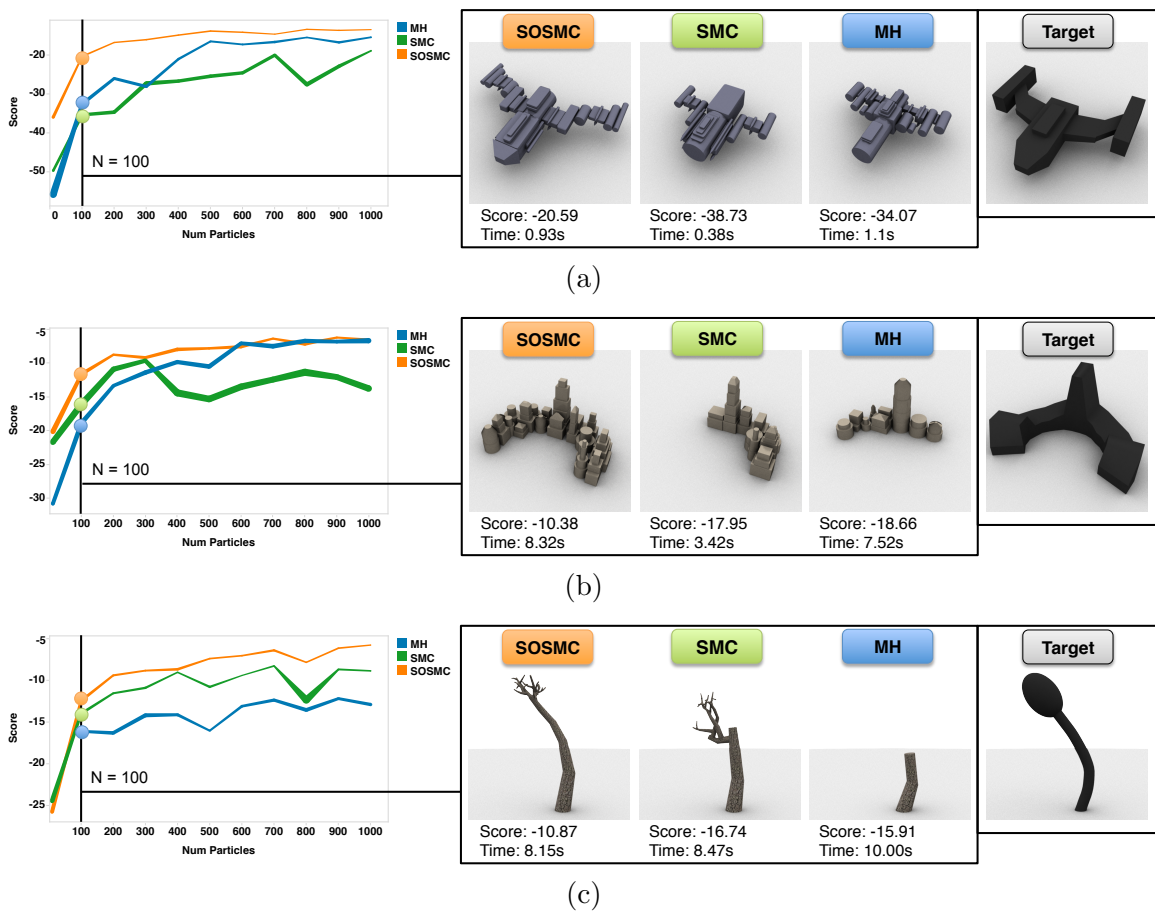 MH
SMC
SOSMC
-20
-30
-40
-50
Score
N = 100
0 100 200 300 400 500 600 700 800 900 1000
Num Particles
SOSMC SMC MH Target
Score: -20.59 Score: -38.73 Score: -34.07
Time: 0.93s Time: 0.38s Time: 1.1s
(a)
MH
SMC
SOSMC
-5
-10
-15
-20
-25
-30
Score
N = 100
100 200 300 400 500 600 700 800 900 1000
Num Particles
SOSMC SMC MH Target
Score: -10.38 Score: -17.95 Score: -18.66
Time: 8.32s Time: 3.42s Time: 7.52s
(b)
MH
SMC
SOSMC
-5
-10
-15
-20
-25
Score
N = 100
100 200 300 400 500 600 700 800 900 1000
Num Particles
SOSMC SMC MH Target
Score: -10.87 Score: -16.74 Score: -15.91
Time: 8.15s Time: 8.47s Time: 10.00s
(c)